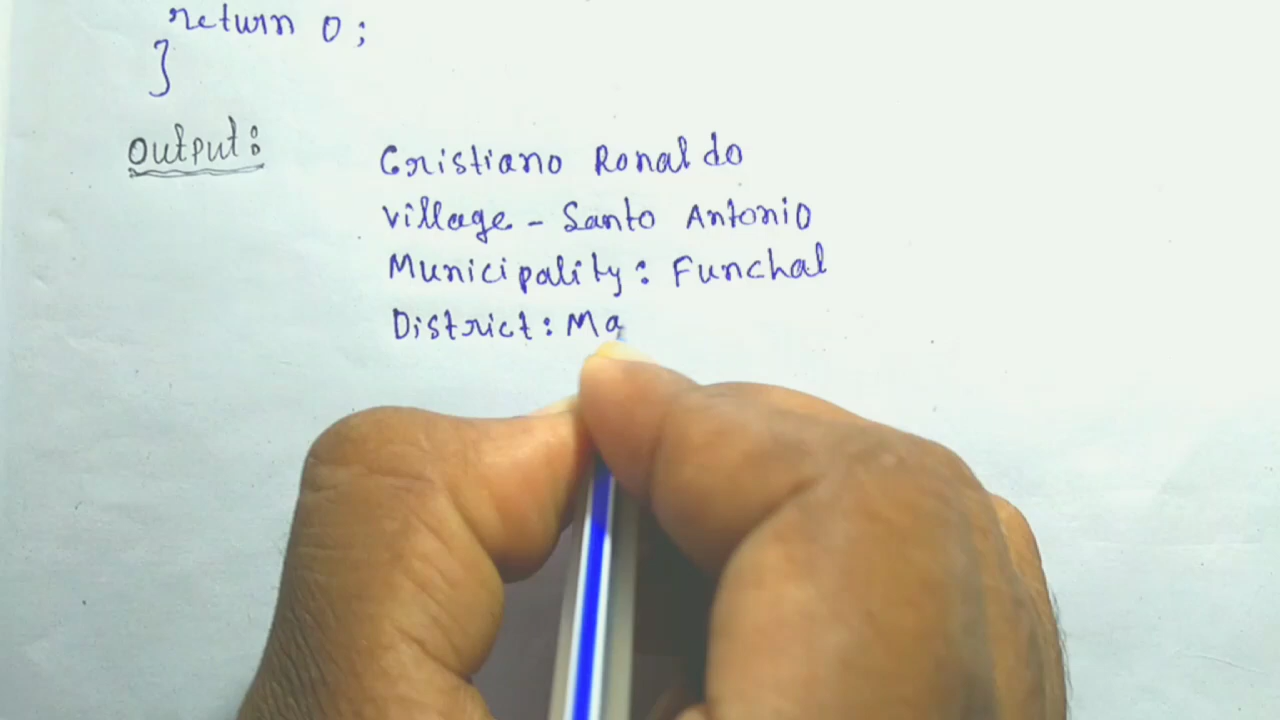 return 0;
}
Output:
Cristiano Ronaldo
Village - Santo Antonio
Municipality: Funchal
District: Ma